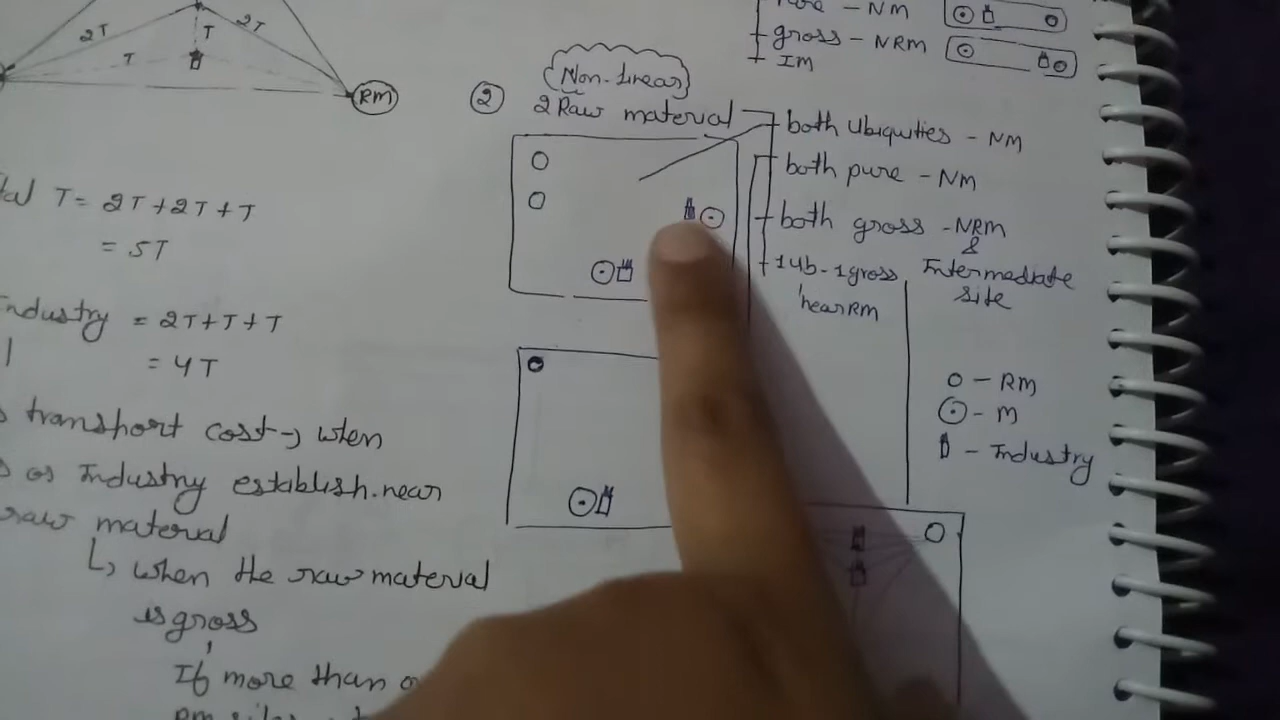 2T
2T
T
T
RM
T= 2T+2T+T
= 5T
Industry = 2T+T+T
= 4T
transport cost → when
Industry establish near
raw material
↳ when the raw material
is gross
If more than
- NM
gross - NRM
IM
Non-Linear
② 2 Raw material
both Ubiquties - NM
both pure - NM
both gross - NRM
&
Intermediate
site
1 Ub - 1 gross
near RM
O - RM
⊙ - M
- Industry